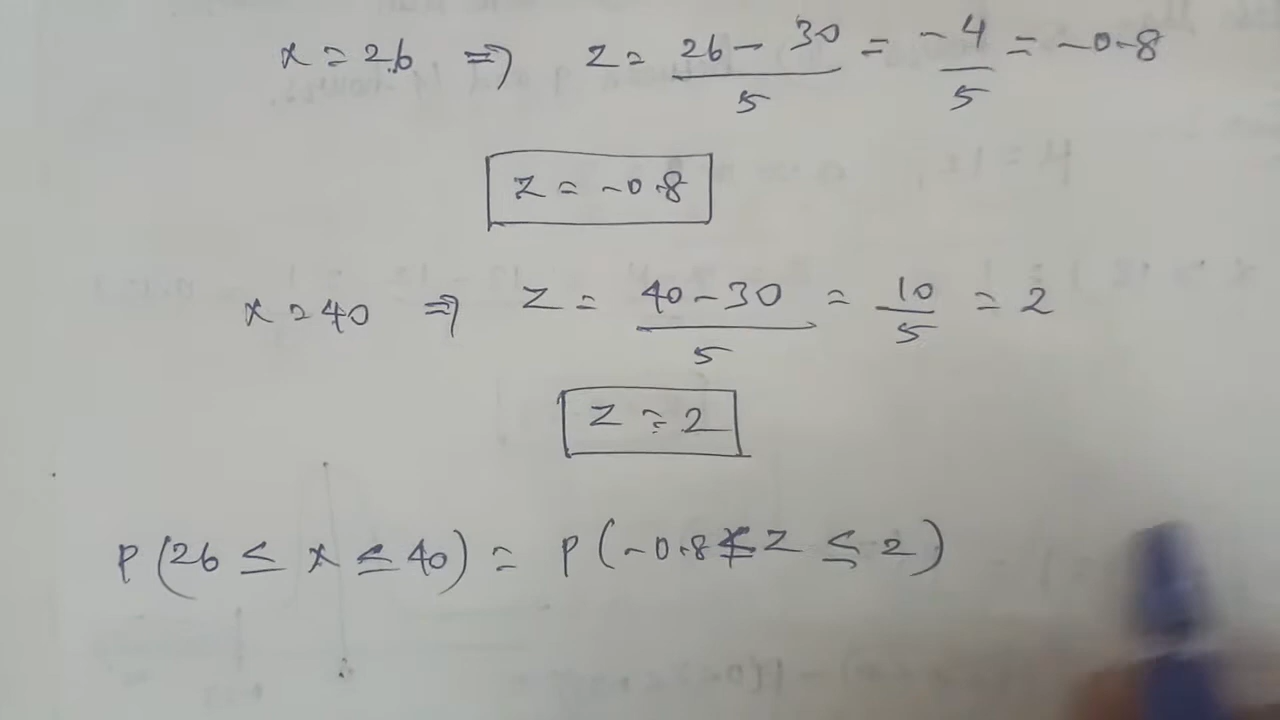 x = 26 ⇒ z = 26 - 30 / 5 = -4 / 5 = -0.8
z = -0.8
x = 40 ⇒ z = 40 - 30 / 5 = 10 / 5 = 2
z = 2
P(26 ≤ x ≤ 40) = P(-0.8 ≤ z ≤ 2)